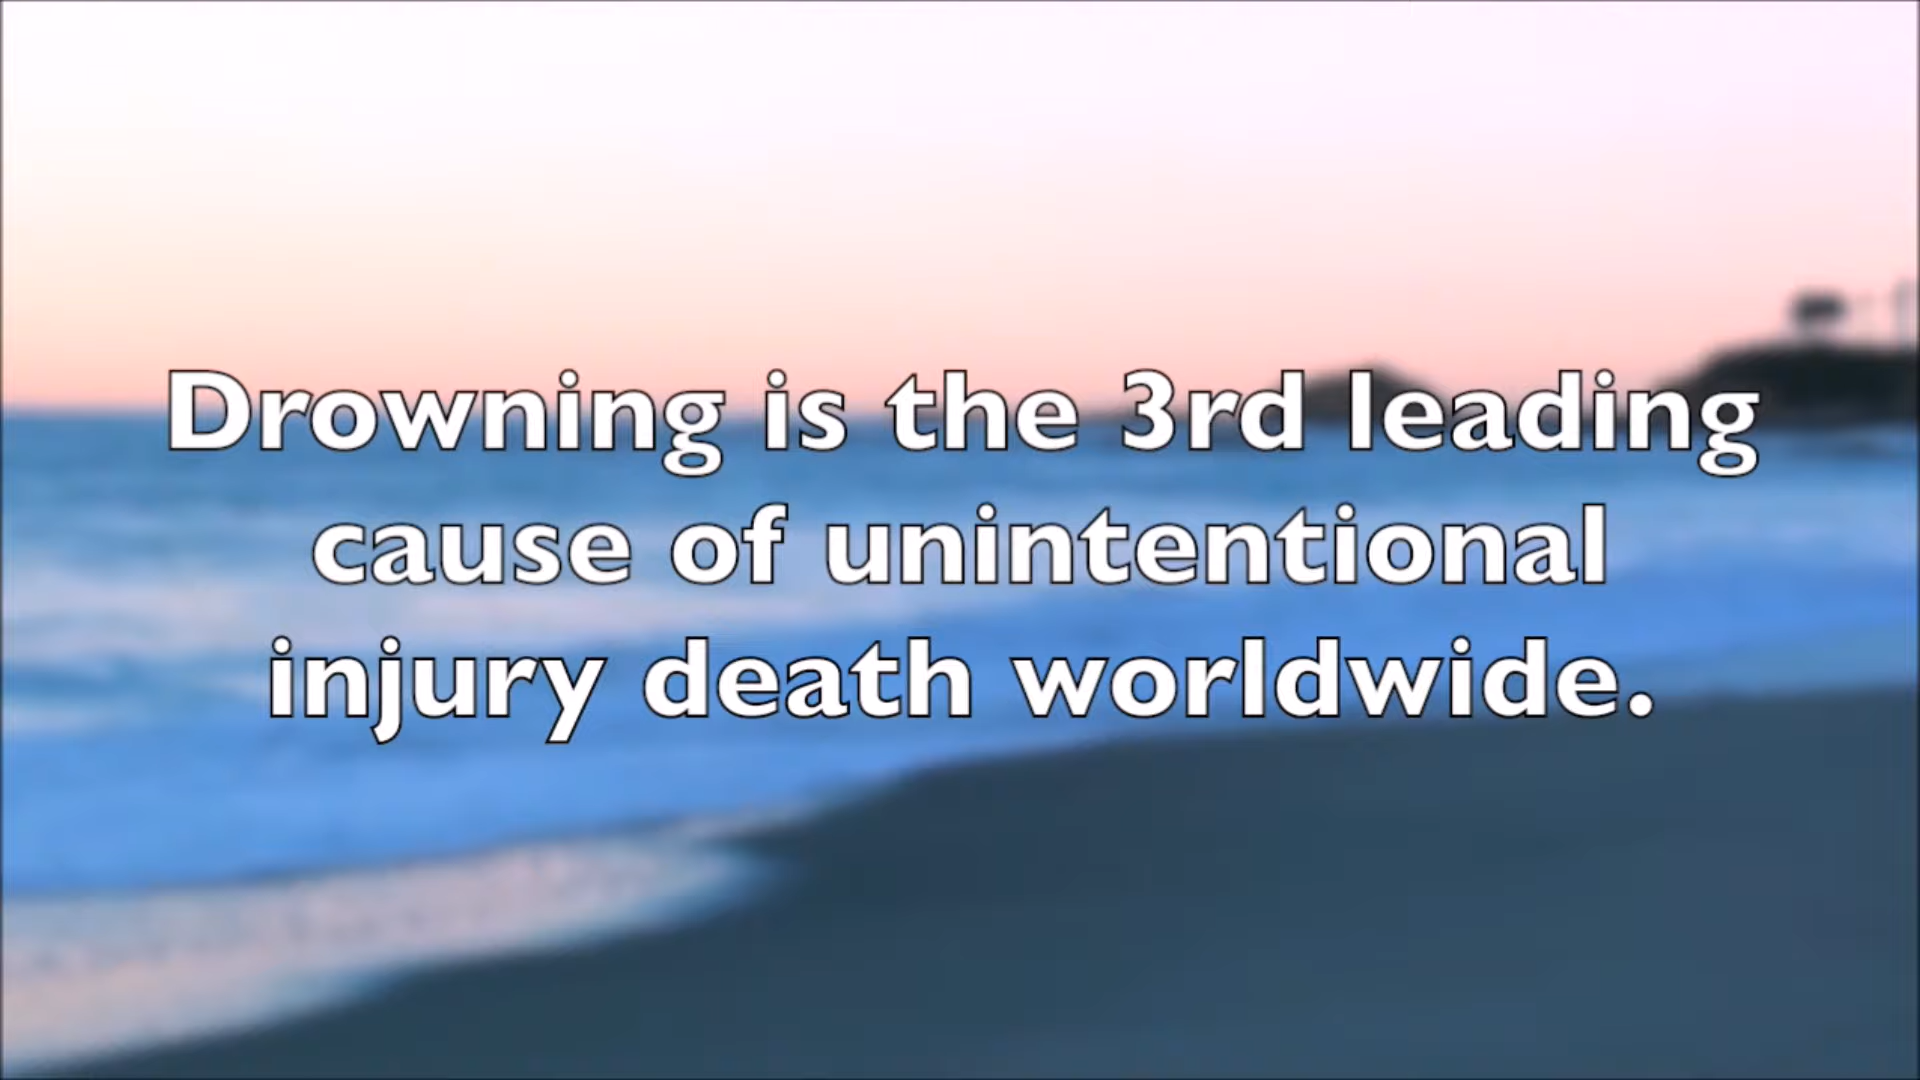 Drowning is the 3rd leading
cause of unintentional
injury death worldwide.